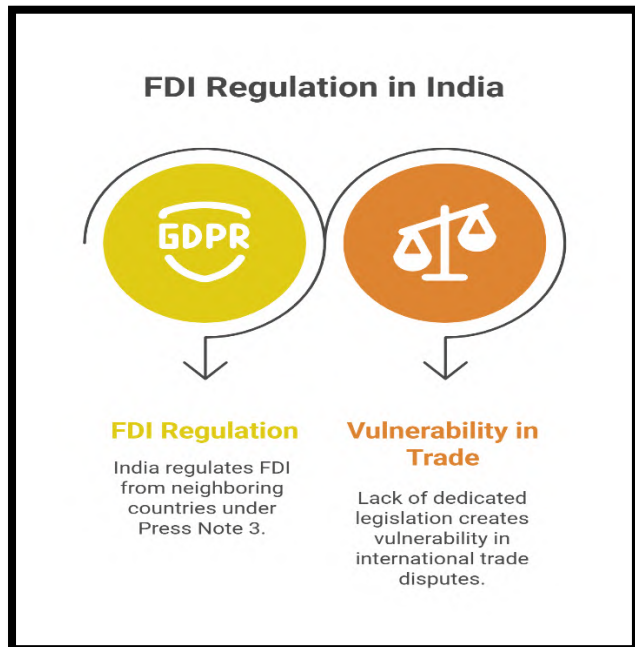 FDI Regulation in India
GDPR
FDI Regulation
India regulates FDI
from neighboring
countries under
Press Note 3.
Vulnerability in
Trade
Lack of dedicated
legislation creates
vulnerability in
international trade
disputes.